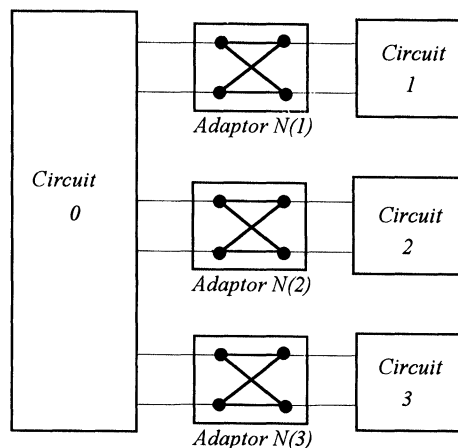 Circuit
0
Adaptor N(1)
Circuit
1
Adaptor N(2)
Circuit
2
Adaptor N(3)
Circuit
3